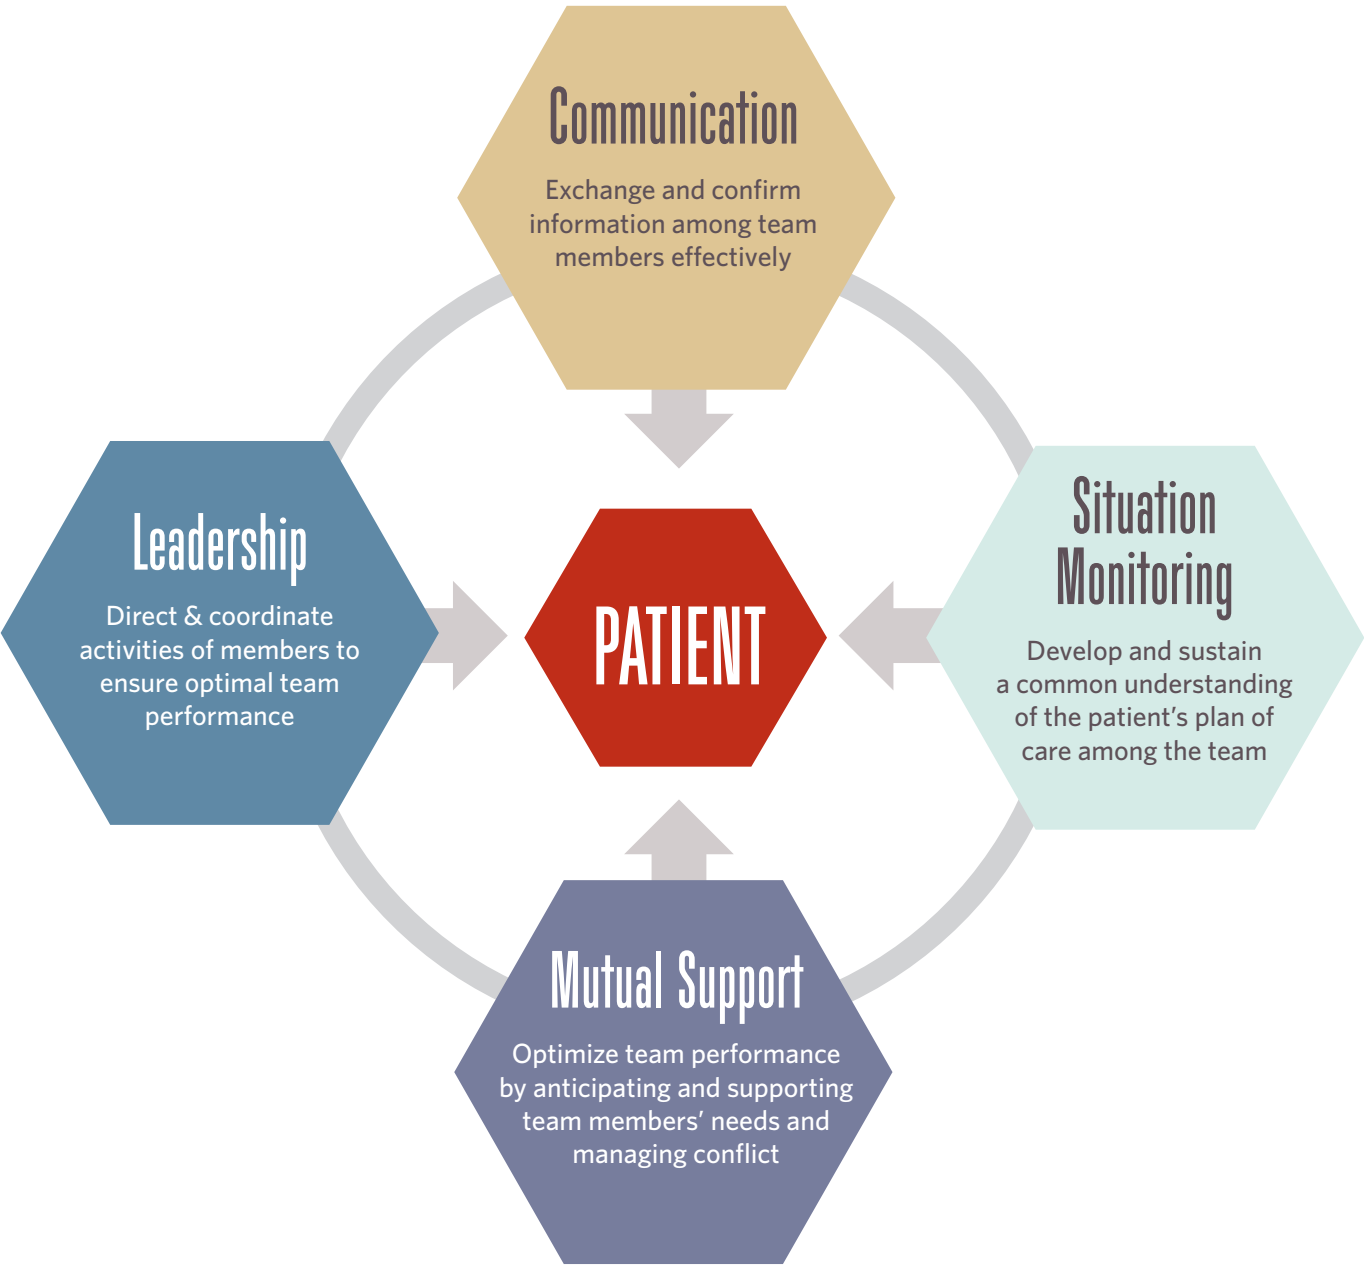 Communication
Exchange and confirm
information among team
members effectively
Leadership
Direct & coordinate
activities of members to
ensure optimal team
performance
PATIENT
Situation
Monitoring
Develop and sustain
a common understanding
of the patient’s plan of
care among the team
Mutual Support
Optimize team performance
by anticipating and supporting
team members’ needs and
managing conflict